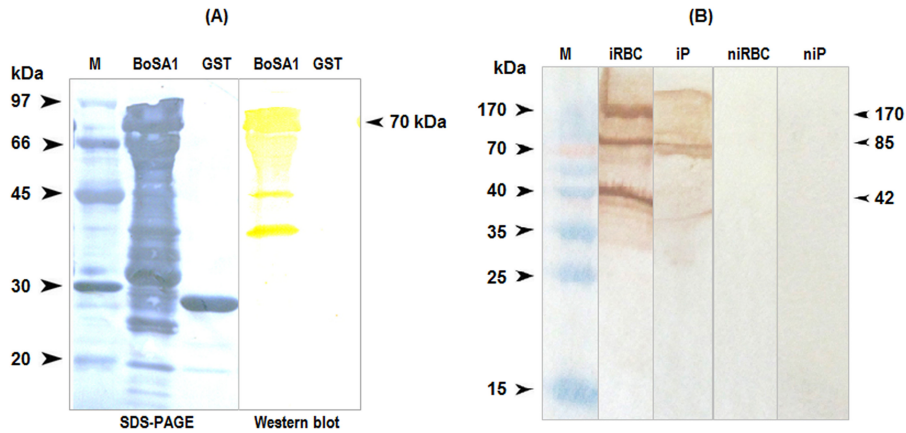 (A)
kDa
M BoSA1 GST BoSA1 GST
97
66
45
30
20
70 kDa
SDS-PAGE Western blot
(B)
kDa
M iRBC iP niRBC niP
170
70
40
35
25
15
170
85
42